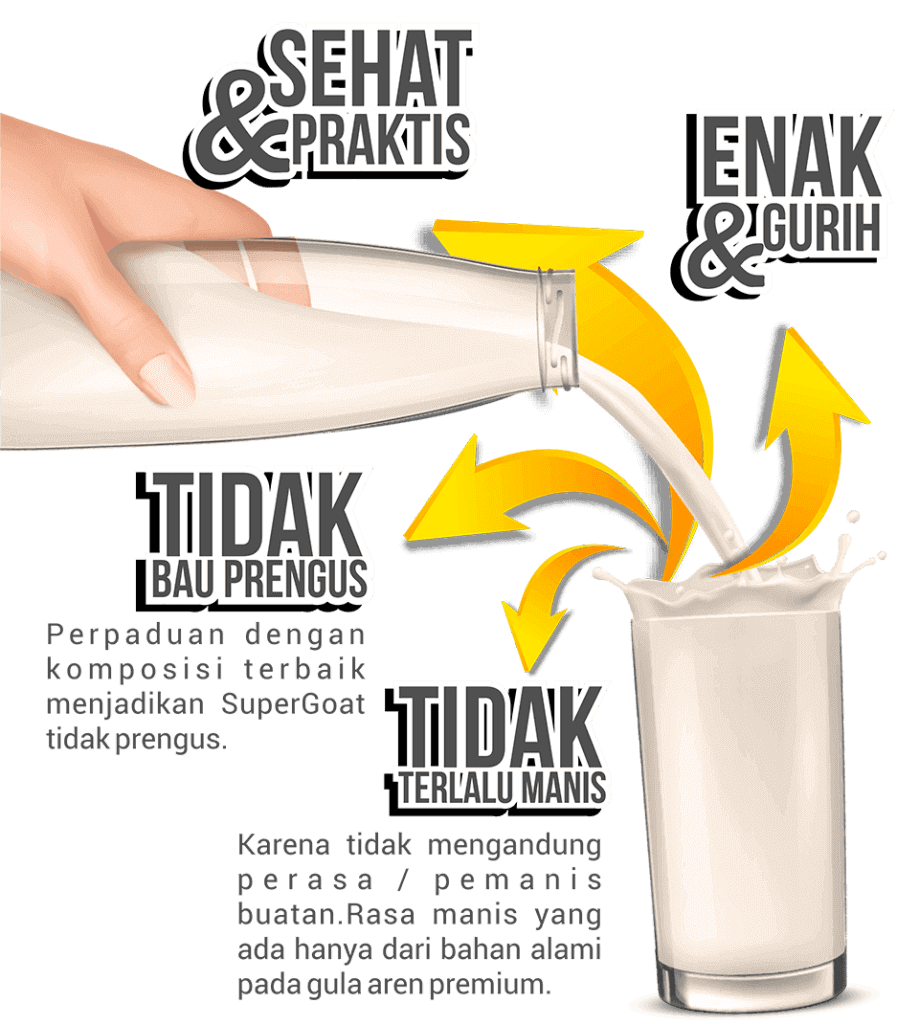 SEHAT
& PRAKTIS
ENAK
& GURIH
TIDAK
BAU PRENGUS
Perpaduan dengan
komposisi terbaik
menjadikan SuperGoat
tidak prengus.
TIDAK
TERLALU MANIS
Karena tidak mengandung
perasa / pemanis
buatan.Rasa manis yang
ada hanya dari bahan alami
pada gula aren premium.